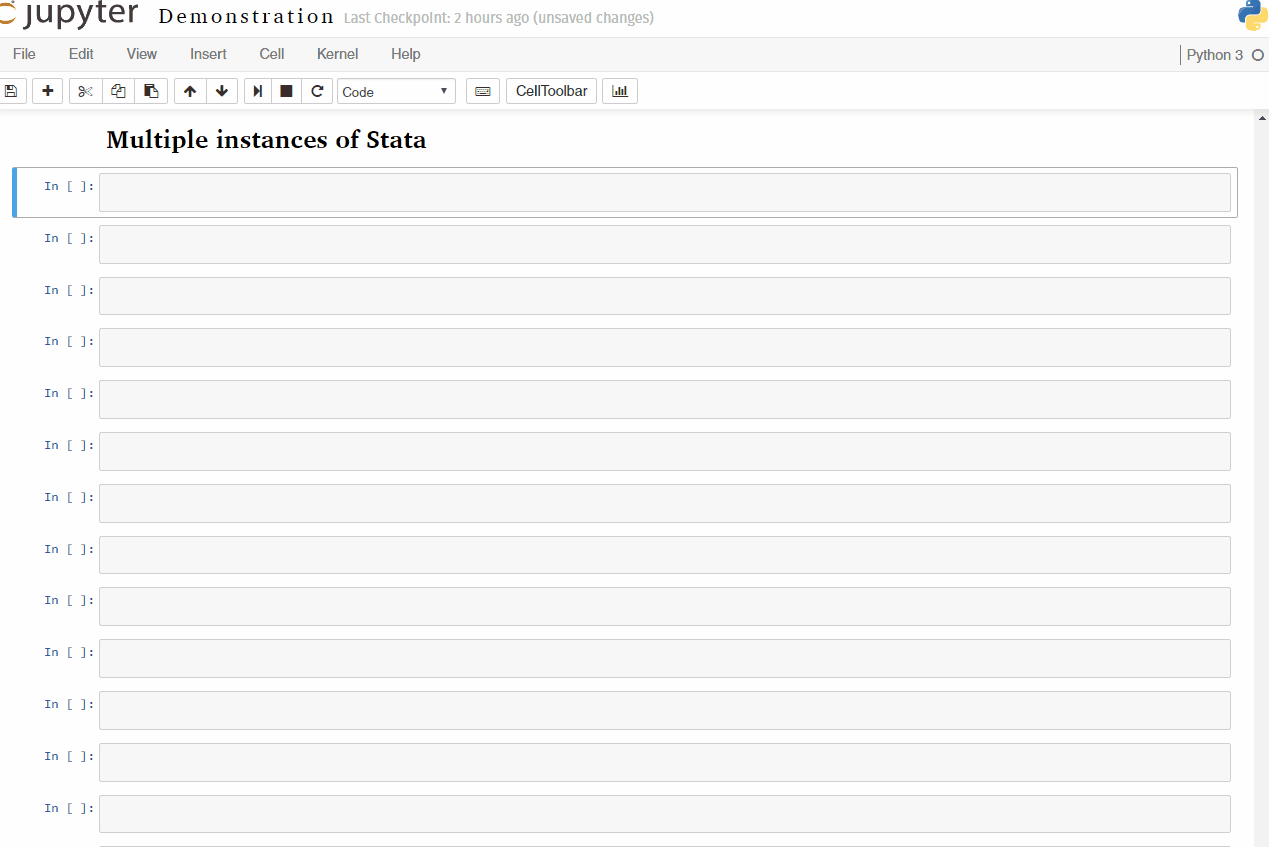 jupyter Demonstration Last Checkpoint: 2 hours ago (unsaved changes)
File Edit View Insert Cell Kernel Help Python 3
Code CellToolbar
Multiple instances of Stata
In [ ]:
In [ ]:
In [ ]:
In [ ]:
In [ ]:
In [ ]:
In [ ]:
In [ ]:
In [ ]:
In [ ]:
In [ ]:
In [ ]:
In [ ]: